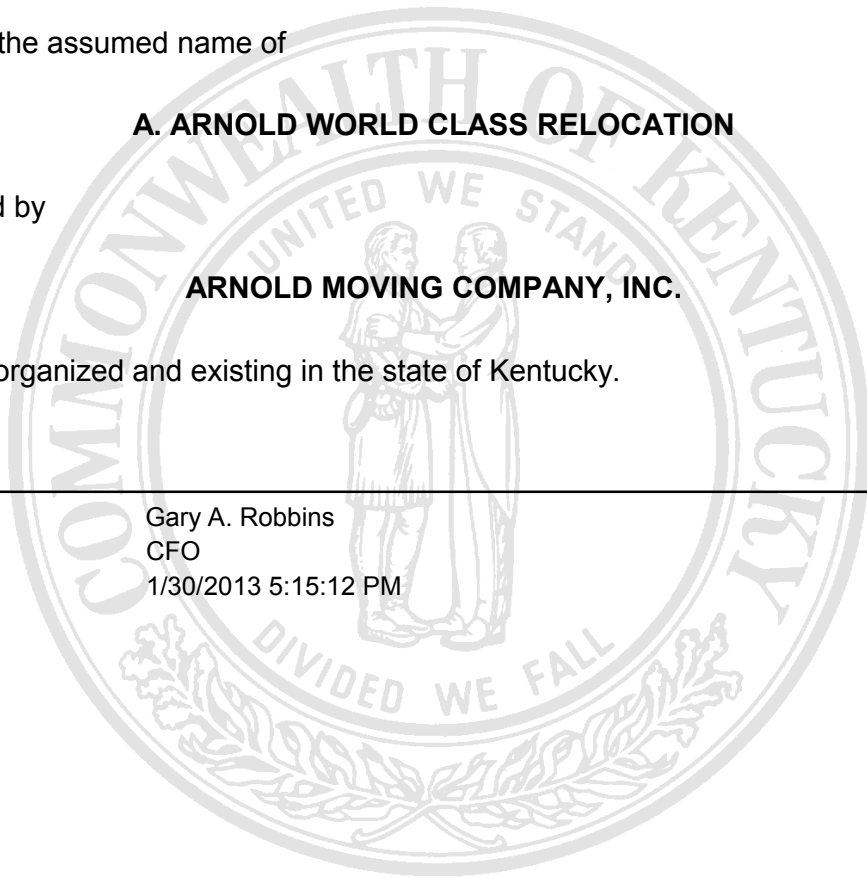 the assumed name of
A. ARNOLD WORLD CLASS RELOCATION
d by
ARNOLD MOVING COMPANY, INC.
organized and existing in the state of Kentucky.
Gary A. Robbins
CFO
1/30/2013 5:15:12 PM
COMMONWEALTH OF KENTUCKY
UNITED WE STAND
DIVIDED WE FALL